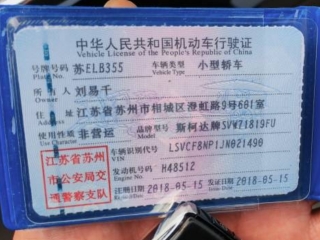 中华人民共和国机动车行驶证
Vehicle License of the People's Republic of China
号牌号码 苏ELB355 车辆类型 小型轿车
Plate No. Vehicle Type
所有人 刘易千
Owner
住址 江苏省苏州市相城区澄虹路9号601室
Address
使用性质 非营运 品牌型号 斯柯达牌SVW71819FU
Use Character Model
江苏省苏州市公安局交通警察支队
车辆识别代号 LSVCF8NP1JN021490
VIN
发动机号码 H48512
Engine No.
注册日期 2018-05-15 发证日期 2018-05-15